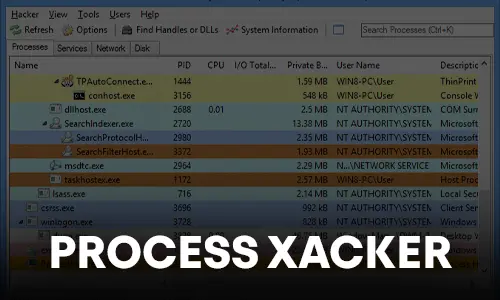 Hacker View Tools Users Help
Refresh Options Find Handles or DLLs System Information Search Processes (Ctrl+K)
Processes Services Network Disk
Name PID CPU I/O Total... Private B... User Name Descriptic
TPAutoConnect.e... 1444 1.59 MB WIN8-PC\User ThinPrint
conhost.exe 3156 548 kB WIN8-PC\User Console W
dllhost.exe 2688 0.01 2.5 MB NT AUTHORITY\SYSTEM COM Surr
SearchIndexer.exe 2720 13.38 MB NT AUTHORITY\SYSTEM Microsoft
SearchProtocolH... 2980 2.35 MB NT AUTHORITY\SYSTEM Microsoft
SearchFilterHost.e... 3372 1.93 MB NT AUTHORITY\SYSTEM Microsoft
msdtc.exe 2964 2.29 MB N...\NETWORK SERVICE Microsoft
taskhostex.exe 1172 2.57 MB WIN8-PC\User Host Proc
lsass.exe 716 2.14 MB NT AUTHORITY\SYSTEM Local Secu
csrss.exe 3696 992 kB NT AUTHORITY\SYSTEM Client Serv
winlogon.exe 3728 828 kB NT AUTHORITY\SYSTEM Windows
PROCESS XACKER